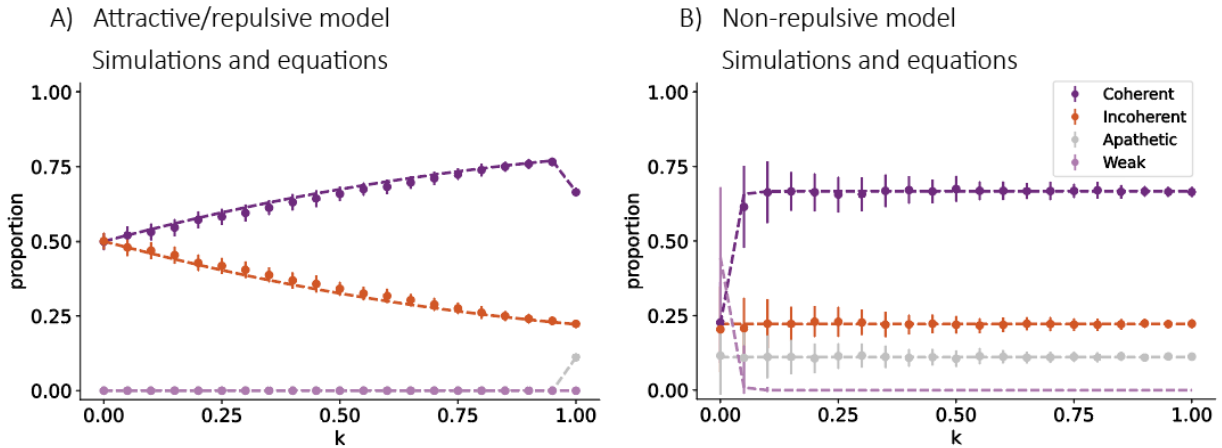 A) Attractive/repulsive model
Simulations and equations
1.00
0.75
0.50
0.25
0.00
proportion
0.00 0.25 0.50 0.75 1.00
k
B) Non-repulsive model
Simulations and equations
Coherent
Incoherent
Apathetic
Weak
1.00
0.75
0.50
0.25
0.00
proportion
0.00 0.25 0.50 0.75 1.00
k